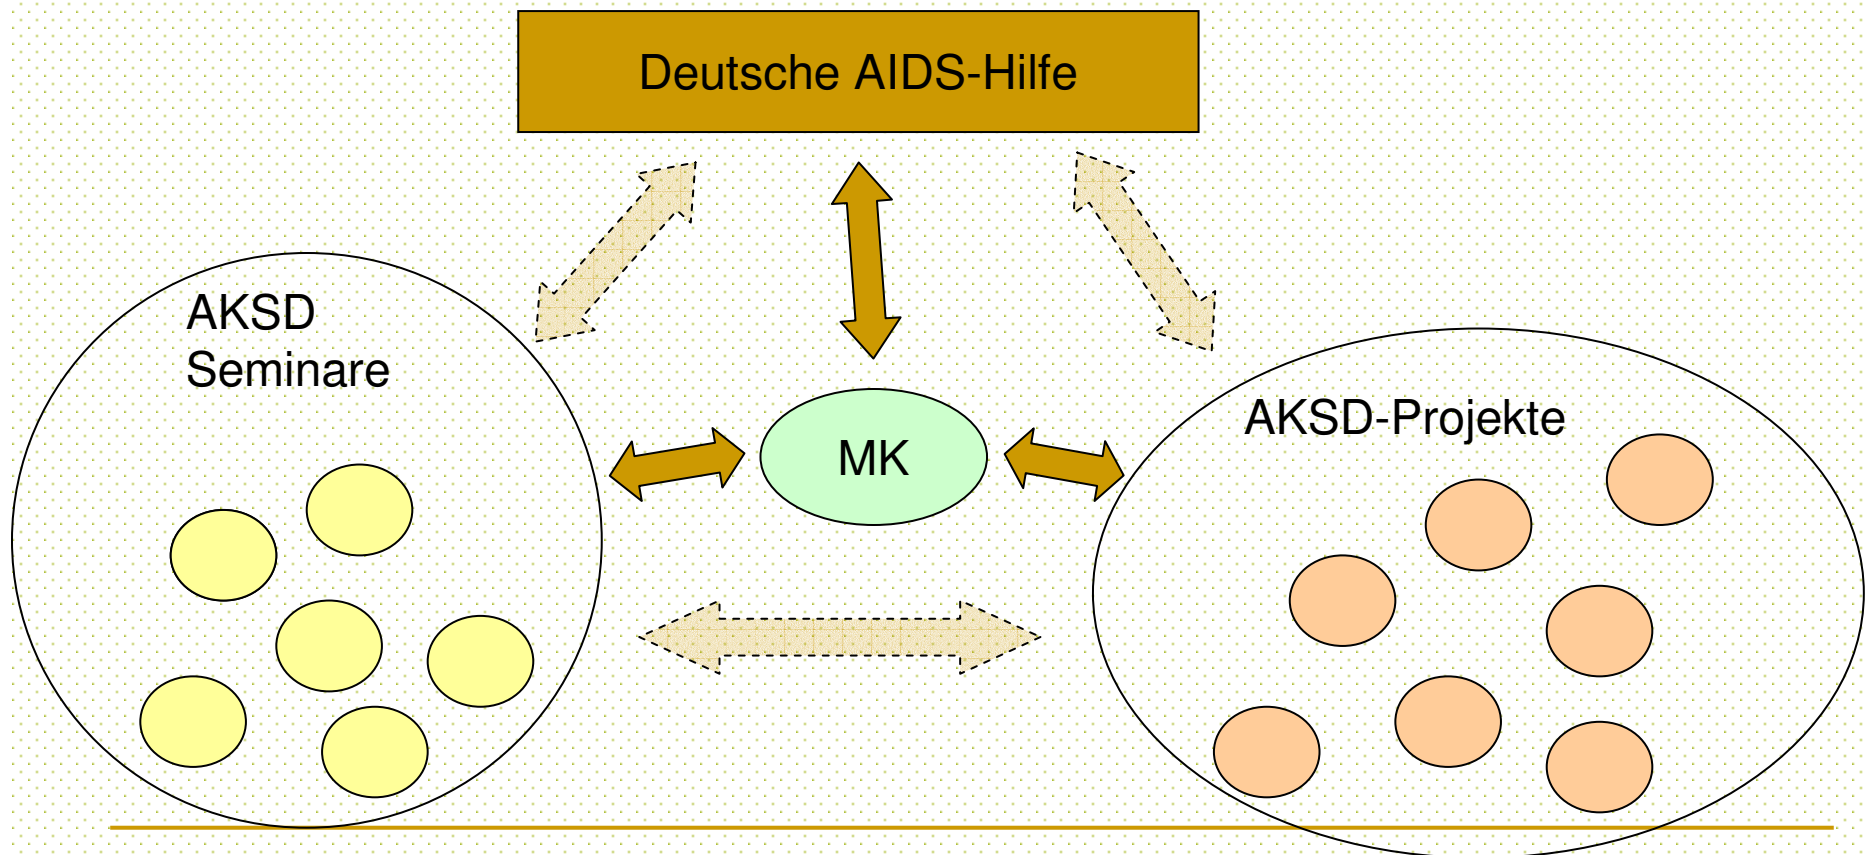 Deutsche AIDS-Hilfe
AKSD
Seminare
MK
AKSD-Projekte